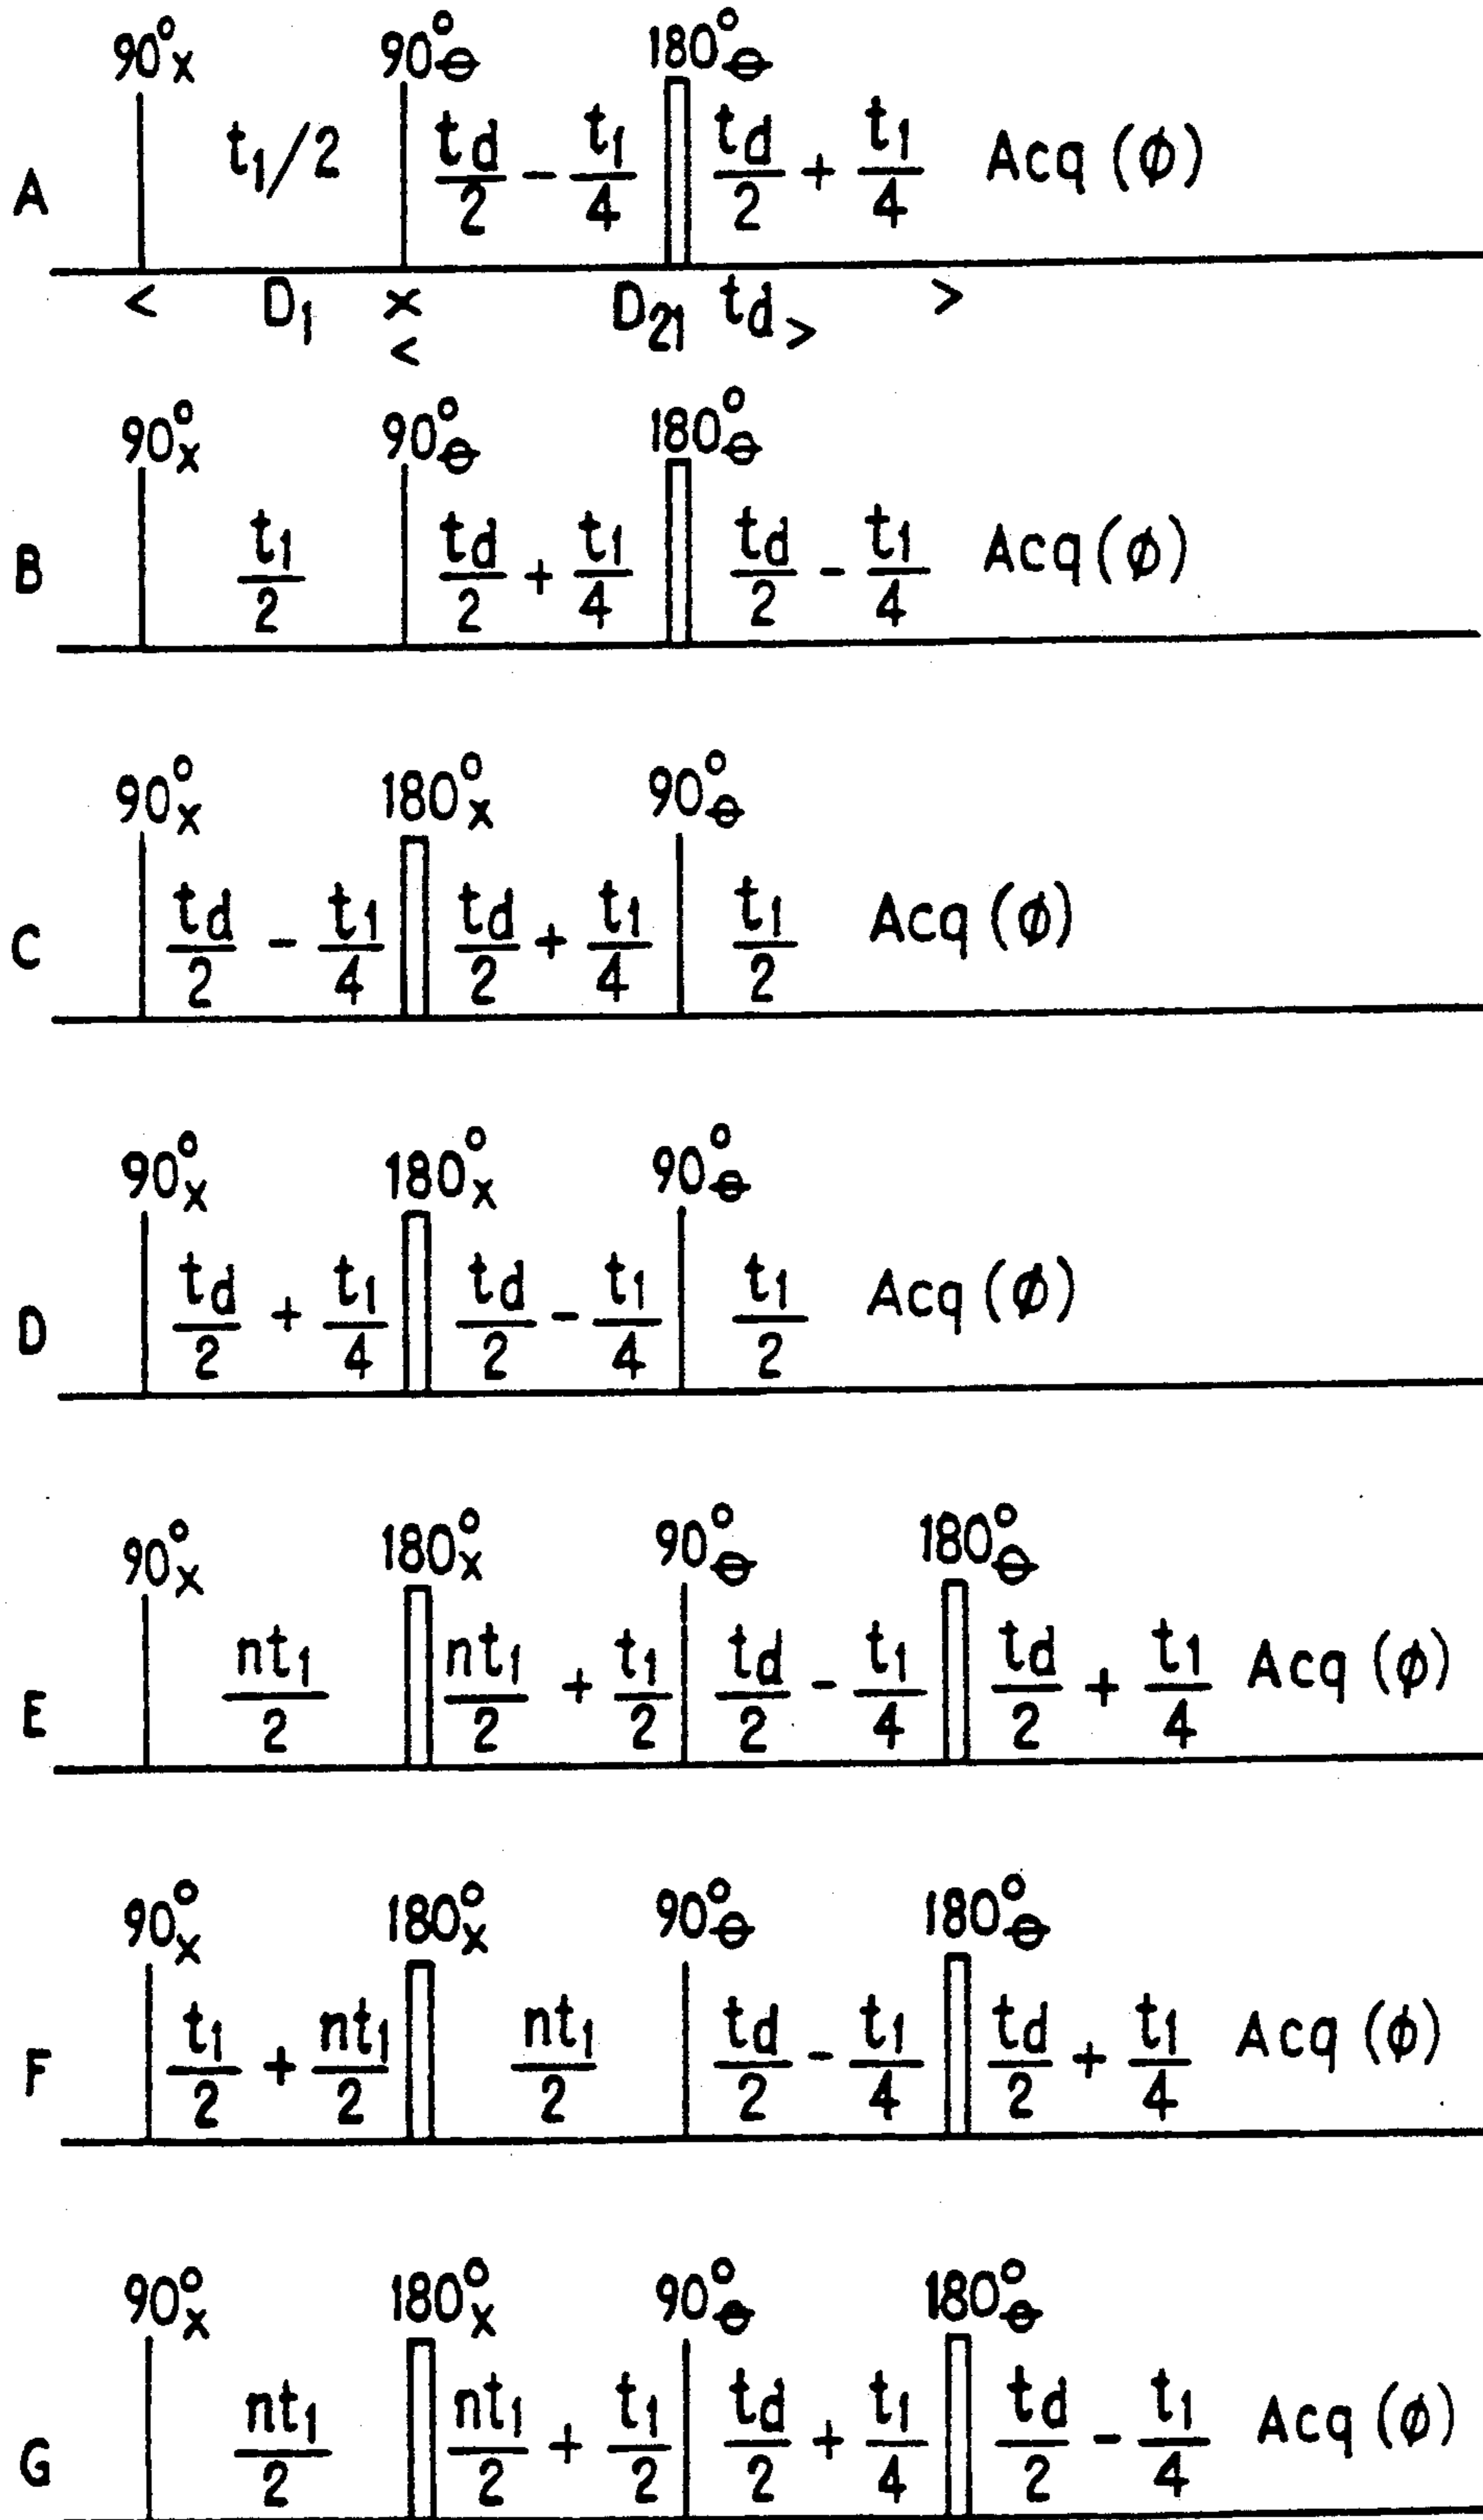 90°x 90°⊖ 180°⊖
A t₁/2 td/2 - t₁/4 td/2 + t₁/4 Acq (ϕ)
< D₁ × D₂₁ td >
< >
90°x 90°⊖ 180°⊖
B t₁/2 td/2 + t₁/4 td/2 - t₁/4 Acq (ϕ)
90°x 180°x 90°⊖
C td/2 - t₁/4 td/2 + t₁/4 t₁/2 Acq (ϕ)
90°x 180°x 90°⊖
D td/2 + t₁/4 td/2 - t₁/4 t₁/2 Acq (ϕ)
90°x 180°x 90°⊖ 180°⊖
E nt₁/2 nt₁/2 + t₁/2 td/2 - t₁/4 td/2 + t₁/4 Acq (ϕ)
90°x 180°x 90°⊖ 180°⊖
F t₁/2 + nt₁/2 nt₁/2 td/2 - t₁/4 td/2 + t₁/4 Acq (ϕ)
90°x 180°x 90°⊖ 180°⊖
G nt₁/2 nt₁/2 + t₁/2 td/2 + t₁/4 td/2 - t₁/4 Acq (ϕ)